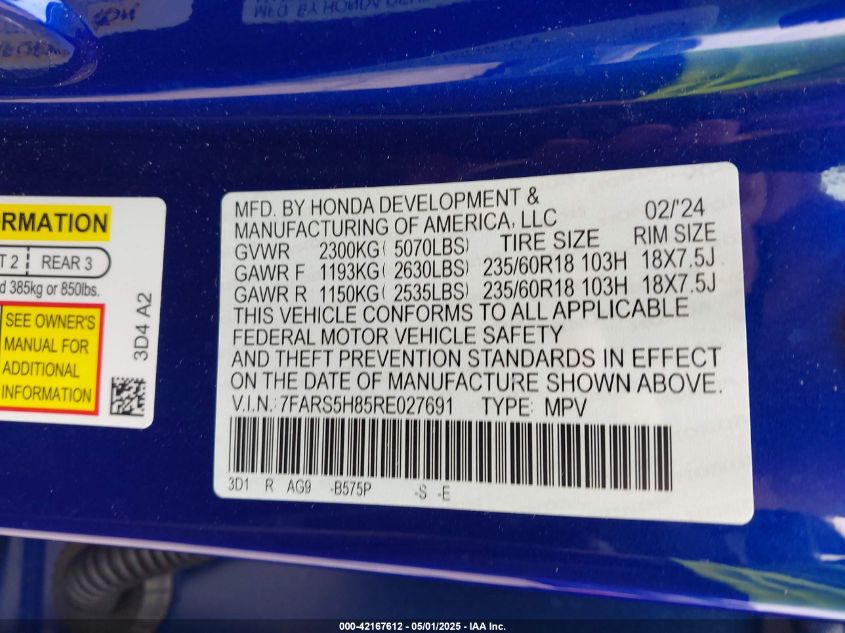 ORMATION
T 2 REAR 3
d 385kg or 850lbs.
SEE OWNER'S
MANUAL FOR
ADDITIONAL
INFORMATION
3D4 A2
MFD. BY HONDA DEVELOPMENT &
MANUFACTURING OF AMERICA, LLC 02/'24
GVWR 2300KG( 5070LBS) TIRE SIZE RIM SIZE
GAWR F 1193KG( 2630LBS) 235/60R18 103H 18X7.5J
GAWR R 1150KG( 2535LBS) 235/60R18 103H 18X7.5J
THIS VEHICLE CONFORMS TO ALL APPLICABLE
FEDERAL MOTOR VEHICLE SAFETY
AND THEFT PREVENTION STANDARDS IN EFFECT
ON THE DATE OF MANUFACTURE SHOWN ABOVE.
V.I.N.: 7FARS5H85RE027691 TYPE: MPV
3D1 R AG9 -B575P -S -E
000-42167612 - 05/01/2025 - IAA Inc.